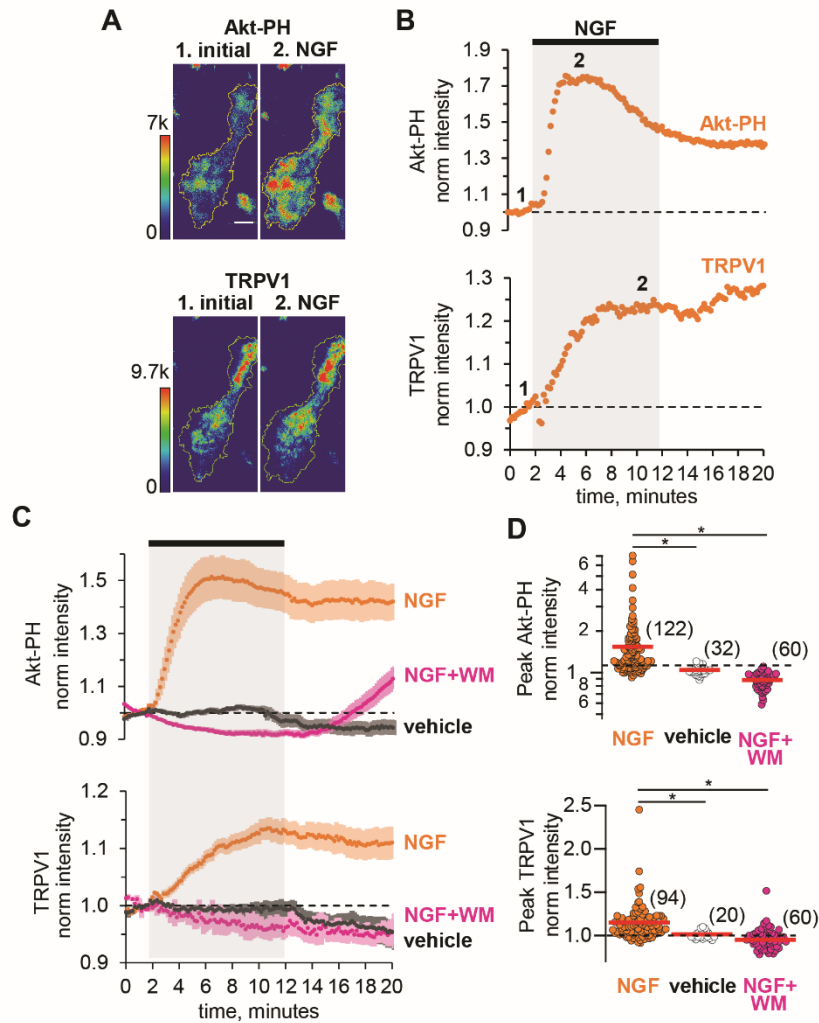 A
Akt-PH
1. initial 2. NGF
7k
0
TRPV1
1. initial 2. NGF
9.7k
0
B
NGF
Akt-PH
norm intensity
1.9
1.7
1.5
1.3
1.1
0.9
1
2
Akt-PH
TRPV1
norm intensity
1.3
1.2
1.1
1.0
0.9
1
2
TRPV1
0 2 4 6 8 10 12 14 16 18 20
time, minutes
C
Akt-PH
norm intensity
1.5
1.3
1.1
0.9
NGF
NGF+WM
vehicle
TRPV1
norm intensity
1.2
1.1
1.0
0.9
NGF
NGF+WM
vehicle
0 2 4 6 8 10 12 14 16 18 20
time, minutes
D
Peak Akt-PH
norm intensity
6
4
2
1
8
6
*
*
(122)
(32)
(60)
NGF vehicle NGF+
WM
Peak TRPV1
norm intensity
2.5
2.0
1.5
1.0
*
*
(94)
(20)
(60)
NGF vehicle NGF+
WM